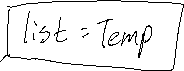 list = Temp